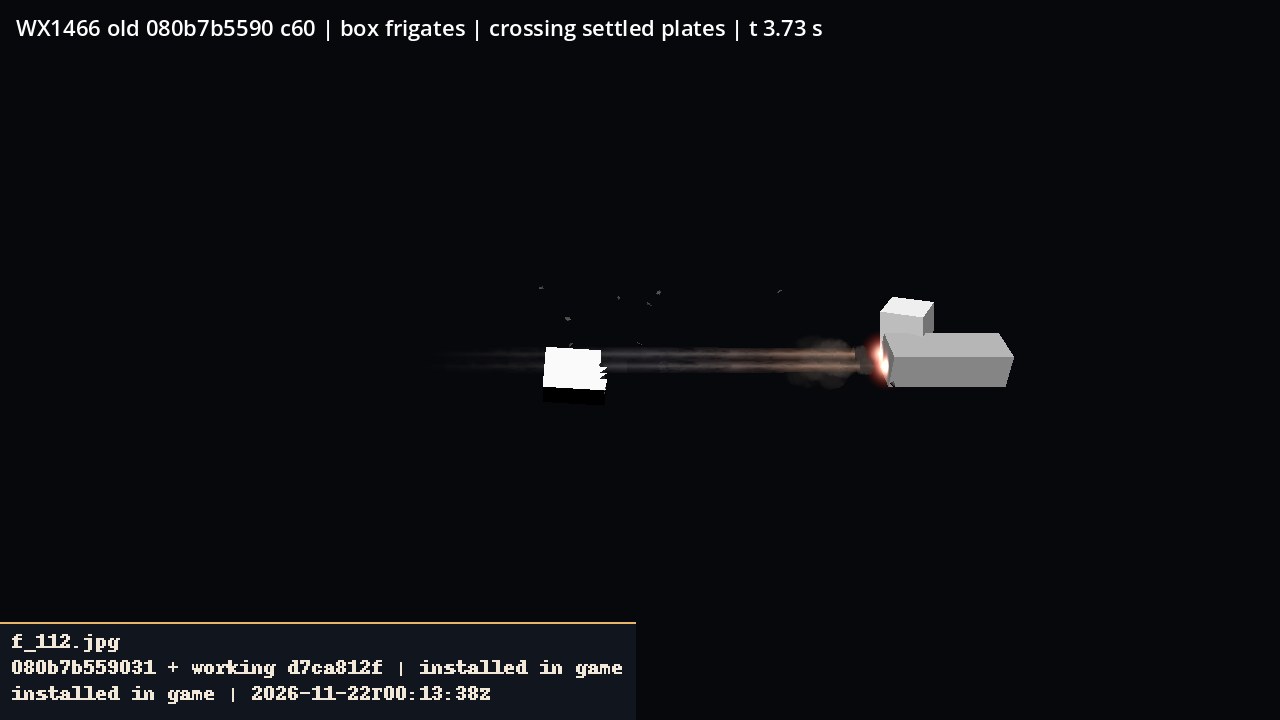 WX1466 old 080b7b5590 c60 | box frigates | crossing settled plates | t 3.73 s
f_112.jpg
080b7b559031 + working d7ca812f | installed in game
installed in game | 2026-11-22T00:13:38Z